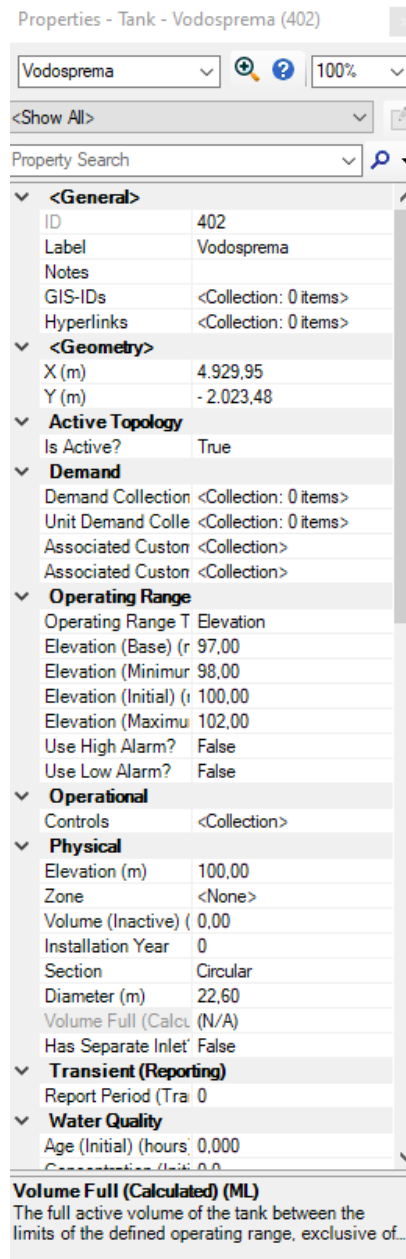 Properties - Tank - Vodosprema (402)
Vodosprema 100%
<Show All>
Property Search
<General>
ID 402
Label Vodosprema
Notes
GIS-IDs <Collection: 0 items>
Hyperlinks <Collection: 0 items>
<Geometry>
X (m) 4.929,95
Y (m) - 2.023,48
Active Topology
Is Active? True
Demand
Demand Collection <Collection: 0 items>
Unit Demand Colle <Collection: 0 items>
Associated Custom <Collection>
Associated Custom <Collection>
Operating Range
Operating Range T Elevation
Elevation (Base) (r 97,00
Elevation (Minimur 98,00
Elevation (Initial) (r 100,00
Elevation (Maximu 102,00
Use High Alarm? False
Use Low Alarm? False
Operational
Controls <Collection>
Physical
Elevation (m) 100,00
Zone <None>
Volume (Inactive) ( 0,00
Installation Year 0
Section Circular
Diameter (m) 22,60
Volume Full (Calcu (N/A)
Has Separate Inlet' False
Transient (Reporting)
Report Period (Tra 0
Water Quality
Age (Initial) (hours) 0,000
Volume Full (Calculated) (ML)
The full active volume of the tank between the
limits of the defined operating range, exclusive of...